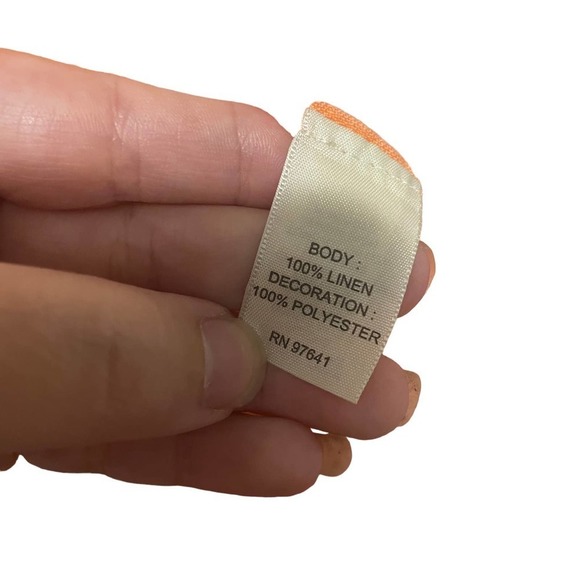 BODY :
100% LINEN
DECORATION :
100% POLYESTER
RN 97641